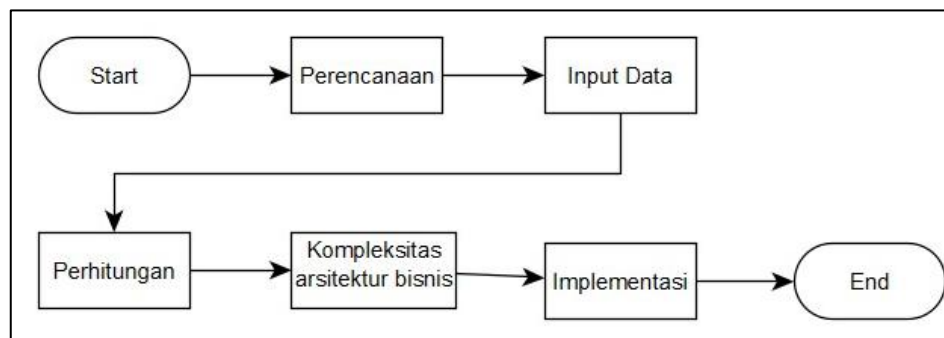 Start
Perencanaan
Input Data
Perhitungan
Kompleksitas
arsitektur bisnis
Implementasi
End